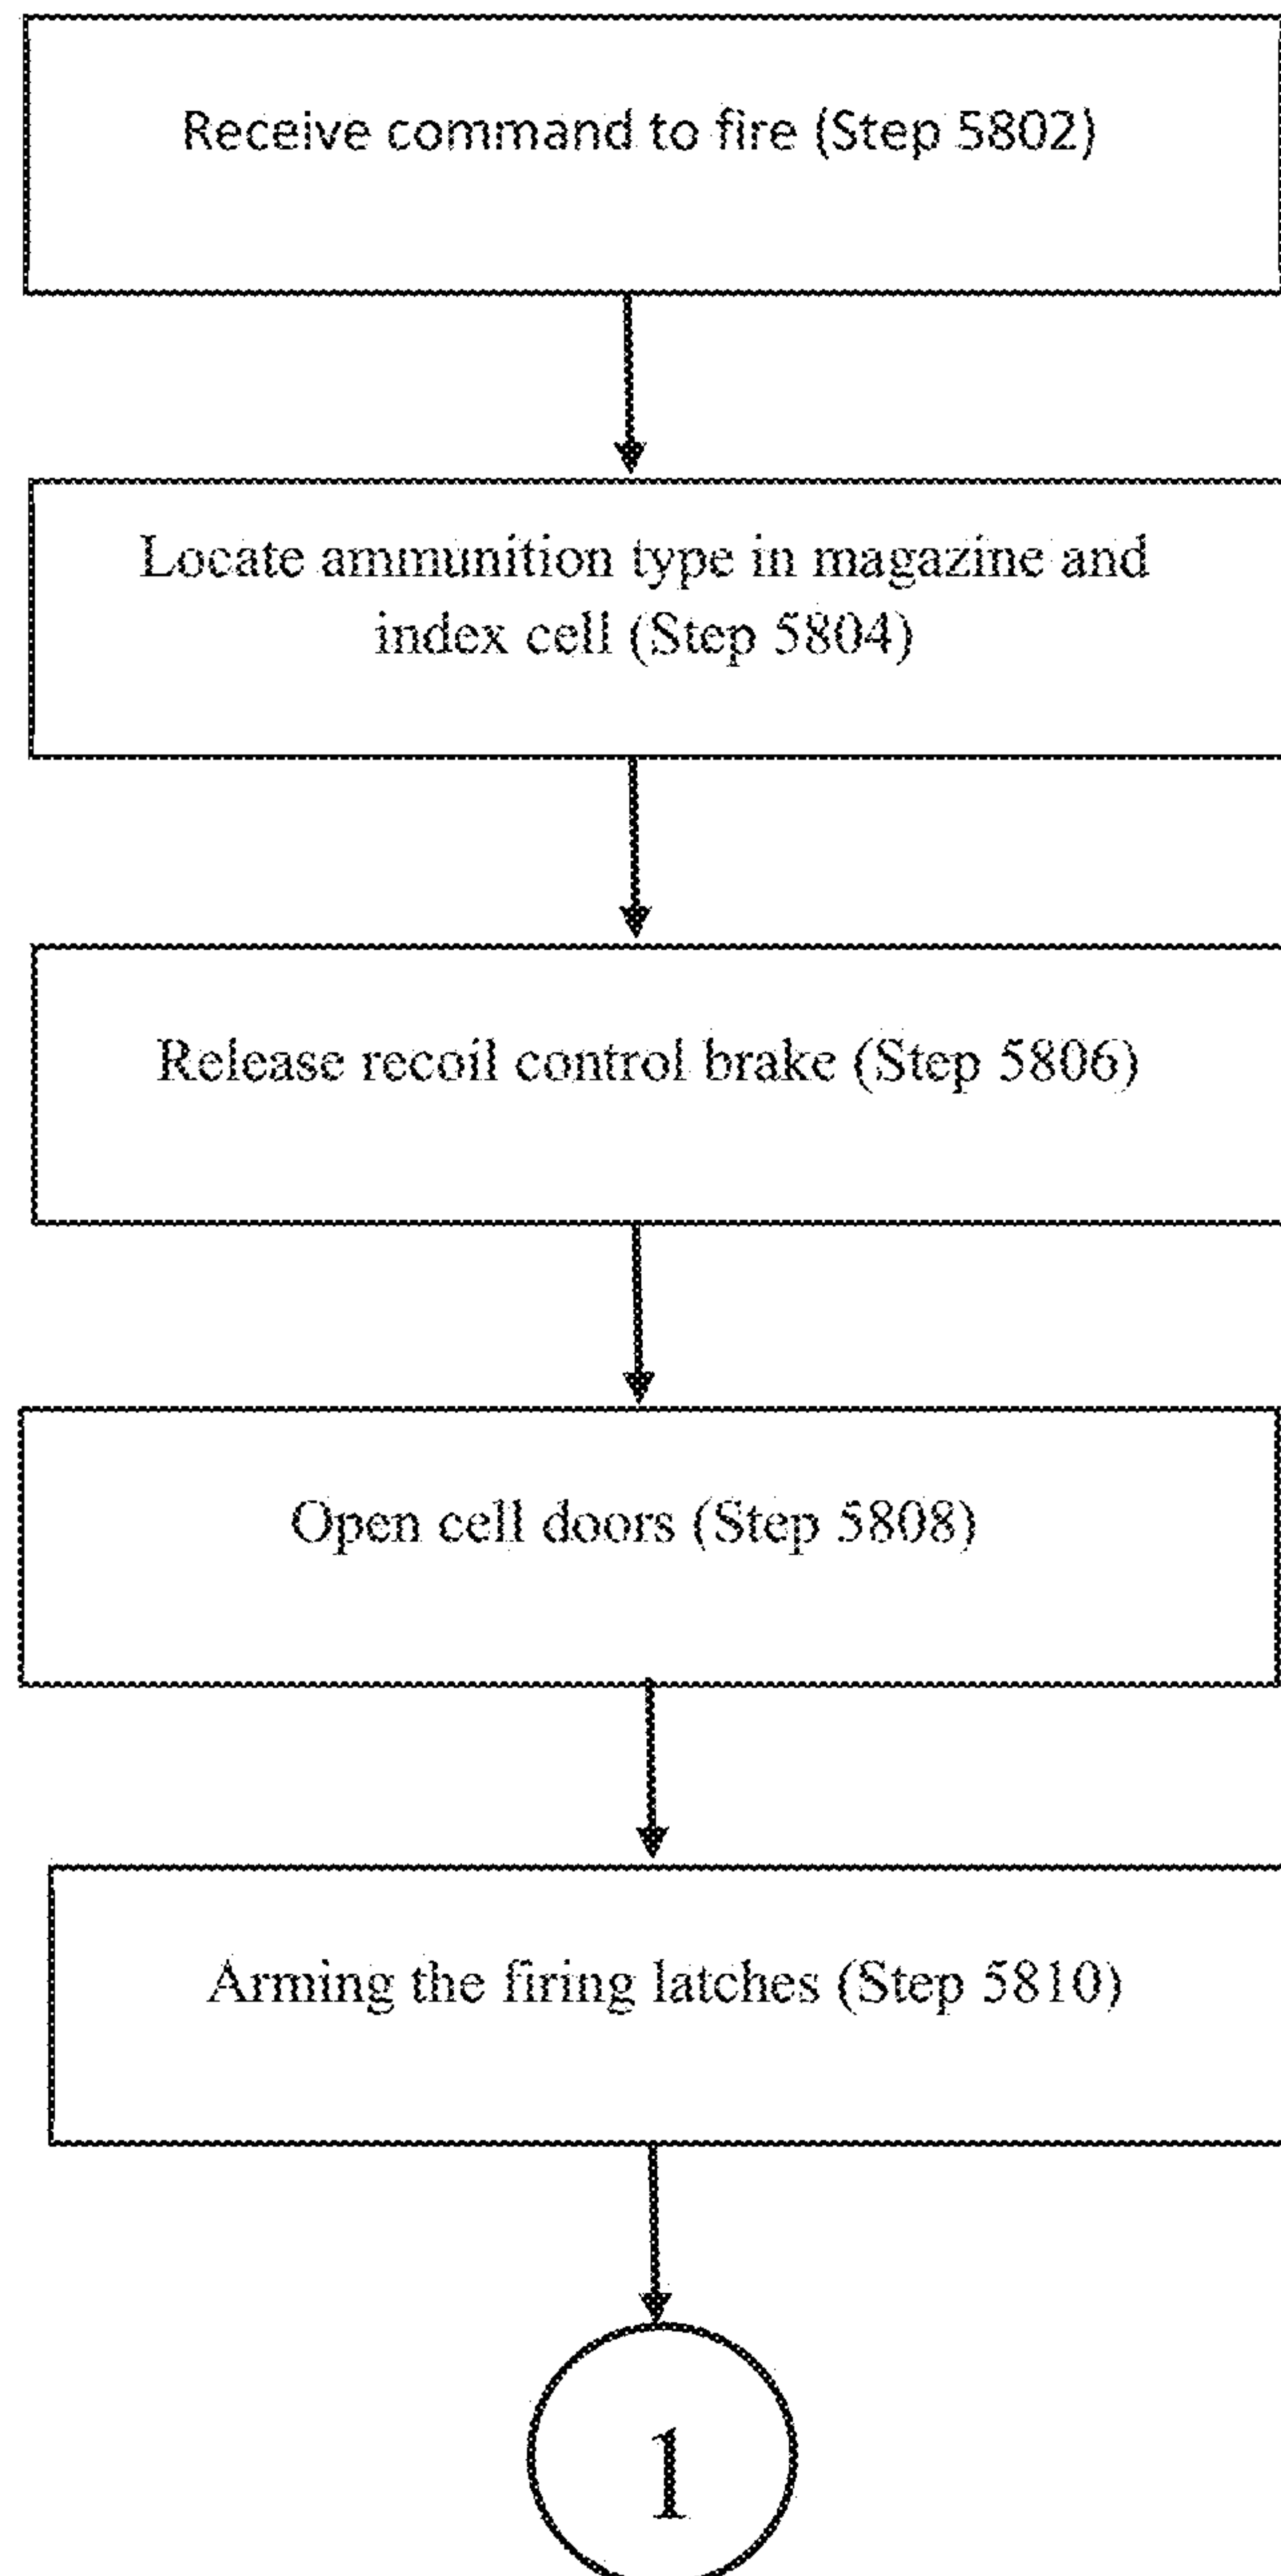 Receive command to fire (Step 5802)
Locate ammunition type in magazine and
index cell (Step 5804)
Release recoil control brake (Step 5806)
Open cell doors (Step 5808)
Arming the firing latches (Step 5810)
1